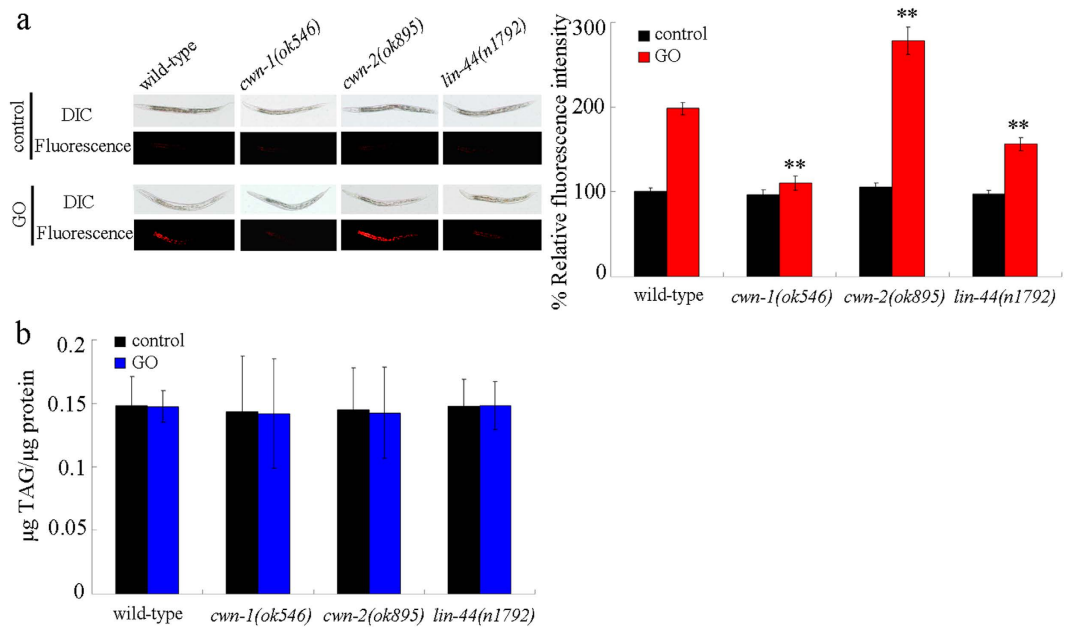 a
wild-type
cwn-1(ok546)
cwn-2(ok895)
lin-44(n1792)
control
DIC
Fluorescence
GO
DIC
Fluorescence
% Relative fluorescence intensity
300
200
100
0
control
GO
**
**
**
wild-type
cwn-1(ok546)
cwn-2(ok895)
lin-44(n1792)
b
µg TAG/µg protein
0.2
0.15
0.1
0.05
0
control
GO
wild-type
cwn-1(ok546)
cwn-2(ok895)
lin-44(n1792)